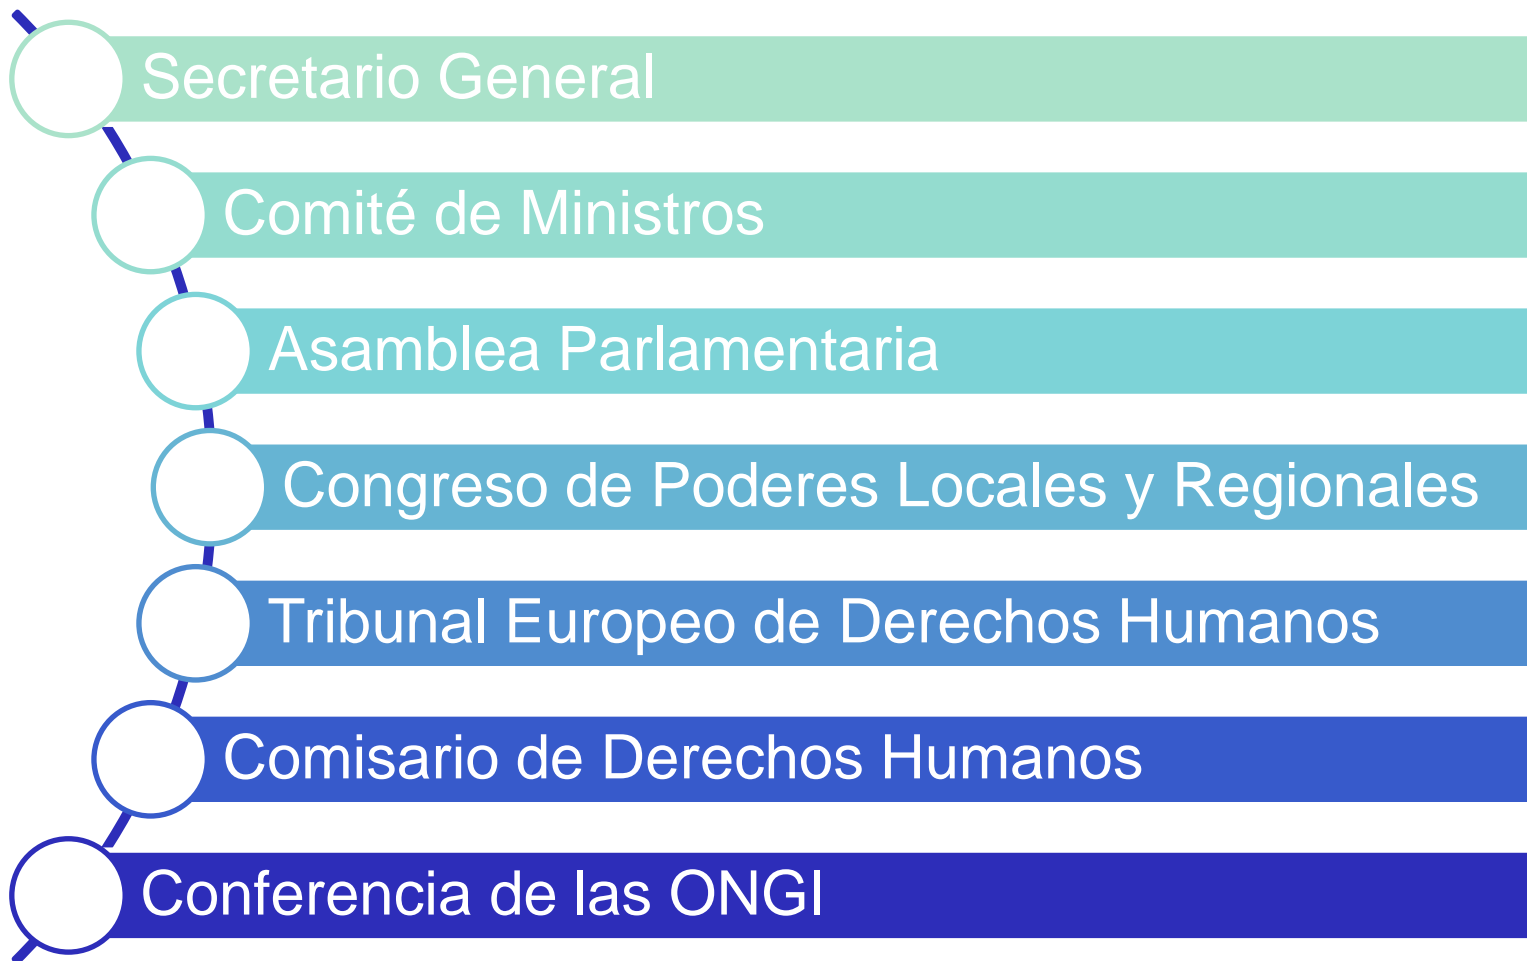 Secretario General
Comité de Ministros
Asamblea Parlamentaria
Congreso de Poderes Locales y Regionales
Tribunal Europeo de Derechos Humanos
Comisario de Derechos Humanos
Conferencia de las ONGI